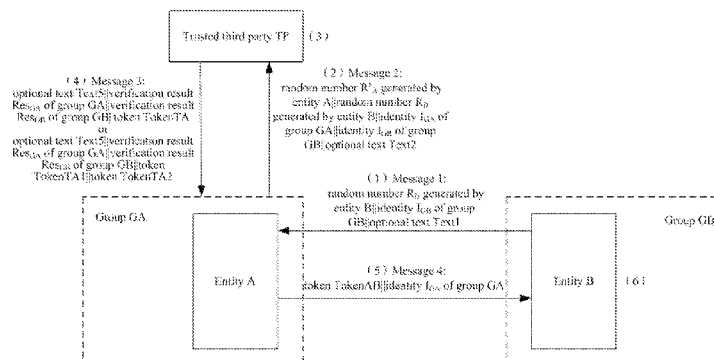 Trusted third party TP
(3)
(4) Message 3:
optional text Text5||verification result
Res_GA of group GA||verification result
Res_GB of group GB||token TokenTA
or
optional text Text5||verification result
Res_GA of group GA||verification
result
Res_GB of group GB||token
TokenTA1||token TokenTA2
(2) Message 2:
random number R'_A generated by
entity A||random number R_B
generated by entity B||identity I_GA of
group GA||identity I_GB of group
GB||optional text Text2
(1) Message 1:
random number R_B generated by
entity B||identity I_GB of group
GB||optional text Text1
Group GA
Group GB
Entity A
(5) Message 4:
token TokenAB||identity I_GA of group GA
Entity B
(6)